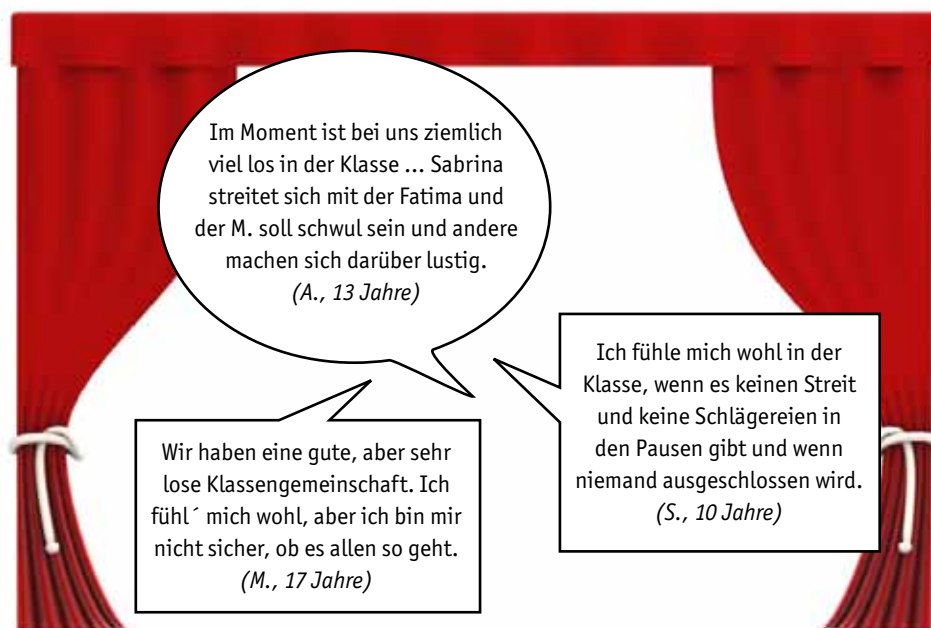 Im Moment ist bei uns ziemlich
viel los in der Klasse ... Sabrina
streitet sich mit der Fatima und
der M. soll schwul sein und andere
machen sich darüber lustig.
(A., 13 Jahre)
Ich fühle mich wohl in der
Klasse, wenn es keinen Streit
und keine Schlägereien in
den Pausen gibt und wenn
niemand ausgeschlossen wird.
(S., 10 Jahre)
Wir haben eine gute, aber sehr
lose Klassengemeinschaft. Ich
fühl´ mich wohl, aber ich bin mir
nicht sicher, ob es allen so geht.
(M., 17 Jahre)